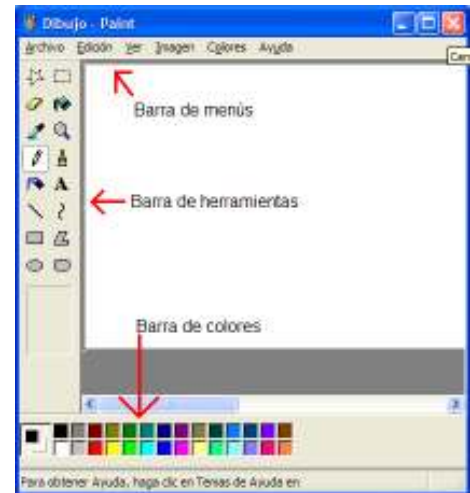 Dibujo - Paint
Archivo Edición Ver Imagen Colores Ayuda
Cer
Barra de menús
A
Barra de herramientas
Barra de colores
Para obtener Ayuda, haga clic en Temas de Ayuda en